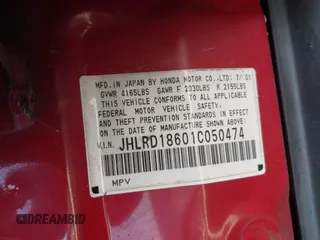 MFD. IN JAPAN BY HONDA MOTOR CO., LTD. 7/01
GVWR 4165LBS GAWR F 2030LBS R 2155LBS
THIS VEHICLE CONFORMS TO ALL APPLICABLE
FEDERAL MOTOR VEHICLE SAFETY,
AND THEFT PREVENTION STANDARDS IN EFFECT
ON THE DATE OF MANUFACTURE SHOWN ABOVE.
V.I.N. JHLRD18601C050474
MPV
DREAMBID